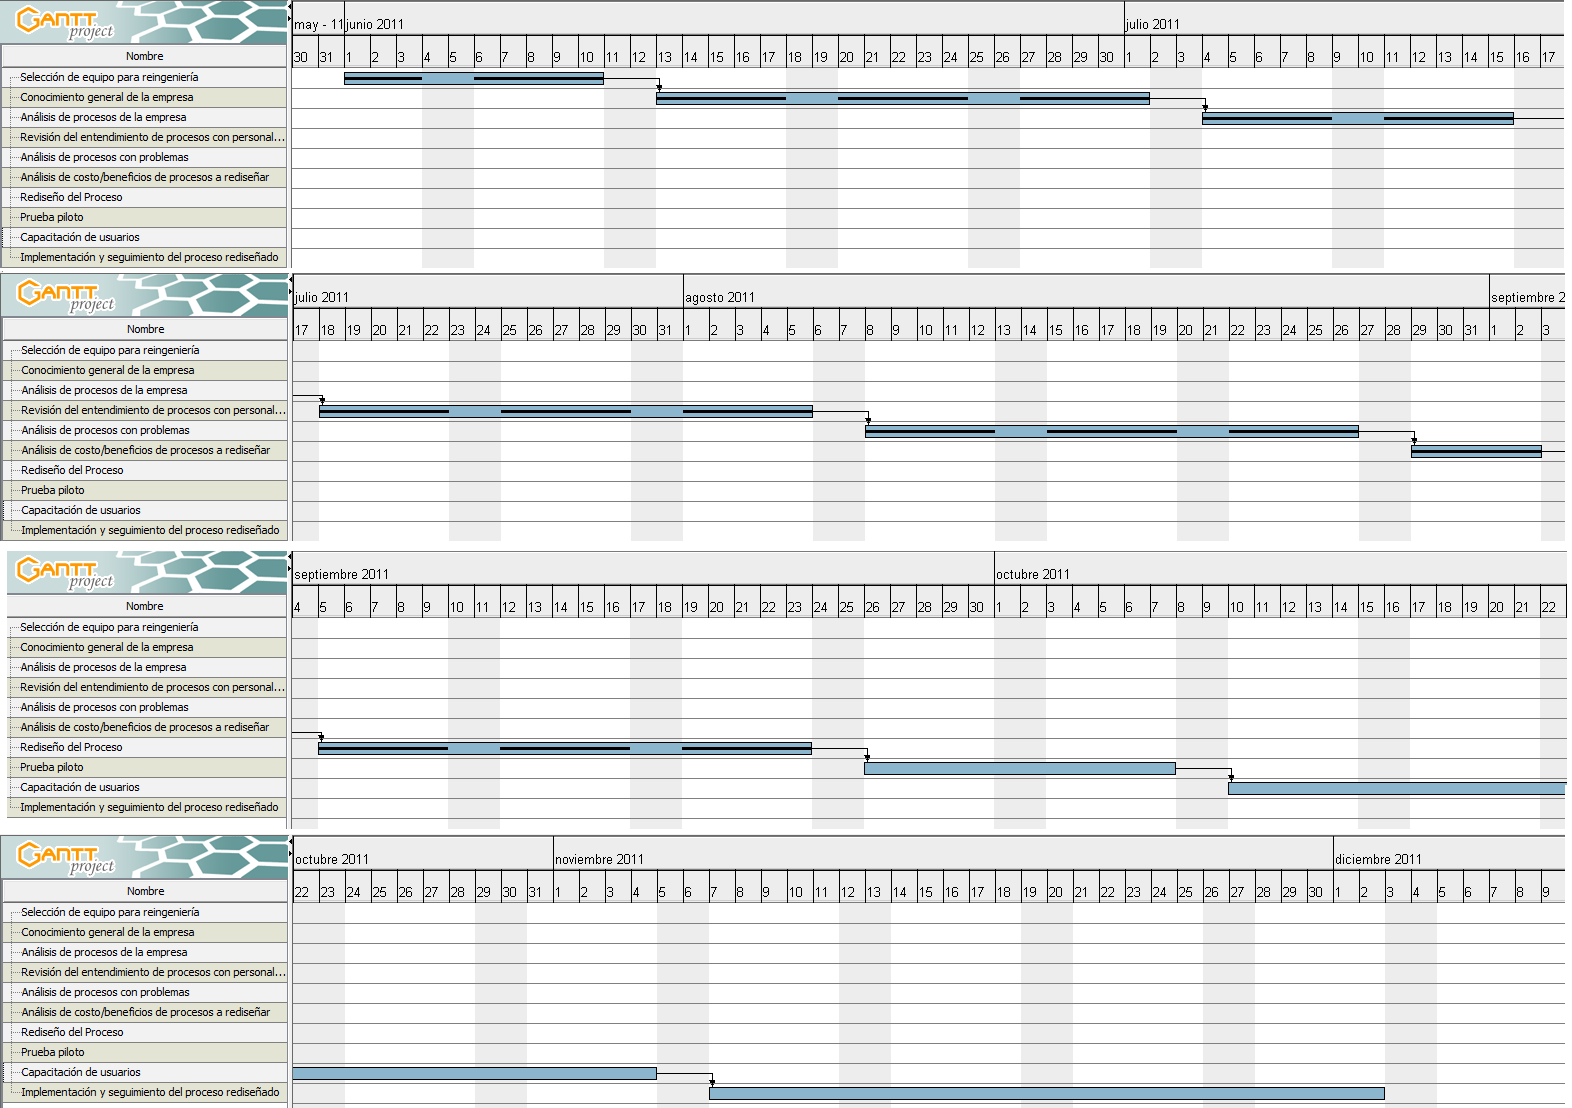 GANTT project
may - 11 junio 2011 julio 2011
Nombre 30 31 1 2 3 4 5 6 7 8 9 10 11 12 13 14 15 16 17 18 19 20 21 22 23 24 25 26 27 28 29 30 1 2 3 4 5 6 7 8 9 10 11 12 13 14 15 16 17
Selección de equipo para reingeniería
Conocimiento general de la empresa
Análisis de procesos de la empresa
Revisión del entendimiento de procesos con personal...
Análisis de procesos con problemas
Análisis de costo/beneficios de procesos a rediseñar
Rediseño del Proceso
Prueba piloto
Capacitación de usuarios
Implementación y seguimiento del proceso rediseñado
GANTT project
julio 2011 agosto 2011 septiembre 2
Nombre 17 18 19 20 21 22 23 24 25 26 27 28 29 30 31 1 2 3 4 5 6 7 8 9 10 11 12 13 14 15 16 17 18 19 20 21 22 23 24 25 26 27 28 29 30 31 1 2 3
Selección de equipo para reingeniería
Conocimiento general de la empresa
Análisis de procesos de la empresa
Revisión del entendimiento de procesos con personal...
Análisis de procesos con problemas
Análisis de costo/beneficios de procesos a rediseñar
Rediseño del Proceso
Prueba piloto
Capacitación de usuarios
Implementación y seguimiento del proceso rediseñado
GANTT project
septiembre 2011 octubre 2011
Nombre 4 5 6 7 8 9 10 11 12 13 14 15 16 17 18 19 20 21 22 23 24 25 26 27 28 29 30 1 2 3 4 5 6 7 8 9 10 11 12 13 14 15 16 17 18 19 20 21 22
Selección de equipo para reingeniería
Conocimiento general de la empresa
Análisis de procesos de la empresa
Revisión del entendimiento de procesos con personal...
Análisis de procesos con problemas
Análisis de costo/beneficios de procesos a rediseñar
Rediseño del Proceso
Prueba piloto
Capacitación de usuarios
Implementación y seguimiento del proceso rediseñado
GANTT project
octubre 2011 noviembre 2011 diciembre 2011
Nombre 22 23 24 25 26 27 28 29 30 31 1 2 3 4 5 6 7 8 9 10 11 12 13 14 15 16 17 18 19 20 21 22 23 24 25 26 27 28 29 30 1 2 3 4 5 6 7 8 9
Selección de equipo para reingeniería
Conocimiento general de la empresa
Análisis de procesos de la empresa
Revisión del entendimiento de procesos con personal...
Análisis de procesos con problemas
Análisis de costo/beneficios de procesos a rediseñar
Rediseño del Proceso
Prueba piloto
Capacitación de usuarios
Implementación y seguimiento del proceso rediseñado